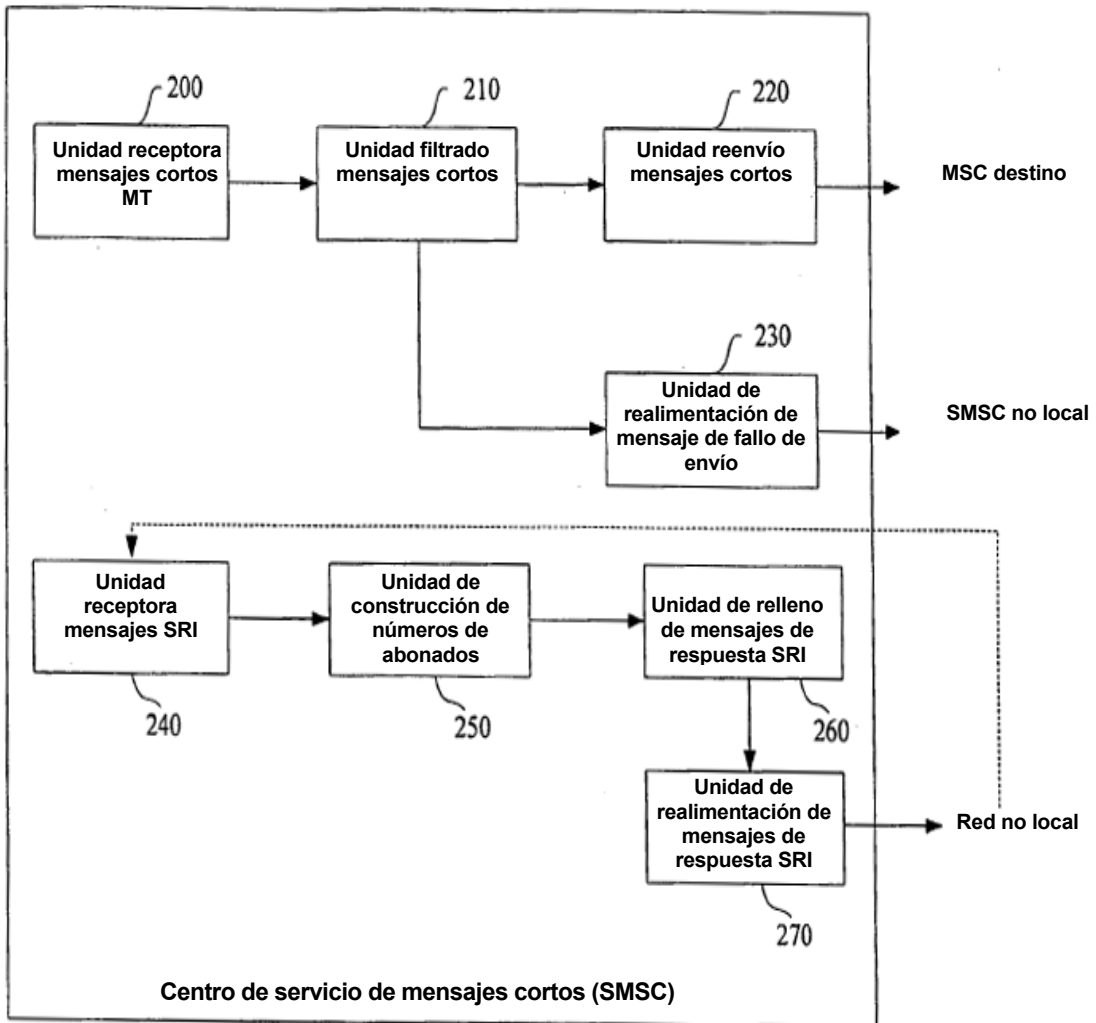 200
210
220
Unidad receptora
mensajes cortos
MT
Unidad filtrado
mensajes cortos
Unidad reenvío
mensajes cortos
MSC destino
230
Unidad de
realimentación de
mensaje de fallo de
envío
SMSC no local
Unidad
receptora
mensajes SRI
Unidad de
construcción de
números de
abonados
Unidad de relleno
de mensajes de
respuesta SRI
240
250
260
Unidad de
realimentación de
mensajes de
respuesta SRI
Red no local
270
Centro de servicio de mensajes cortos (SMSC)